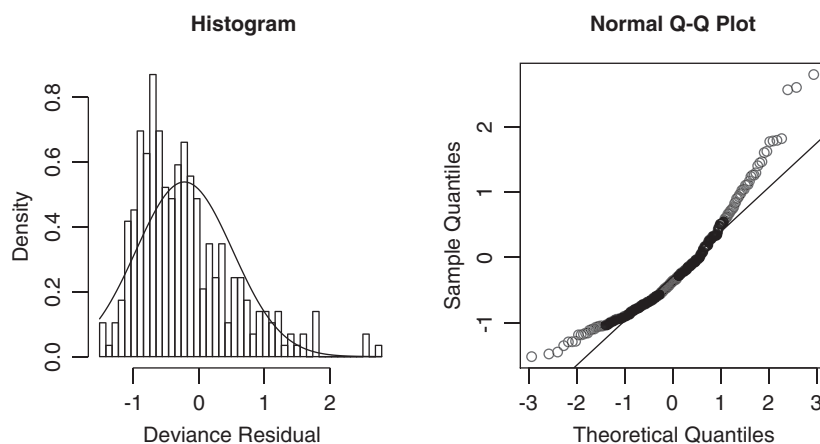 Histogram
Density
0.0 0.2 0.4 0.6 0.8
-1 0 1 2
Deviance Residual
Normal Q-Q Plot
Sample Quantiles
-1 0 1 2
-3 -2 -1 0 1 2 3
Theoretical Quantiles